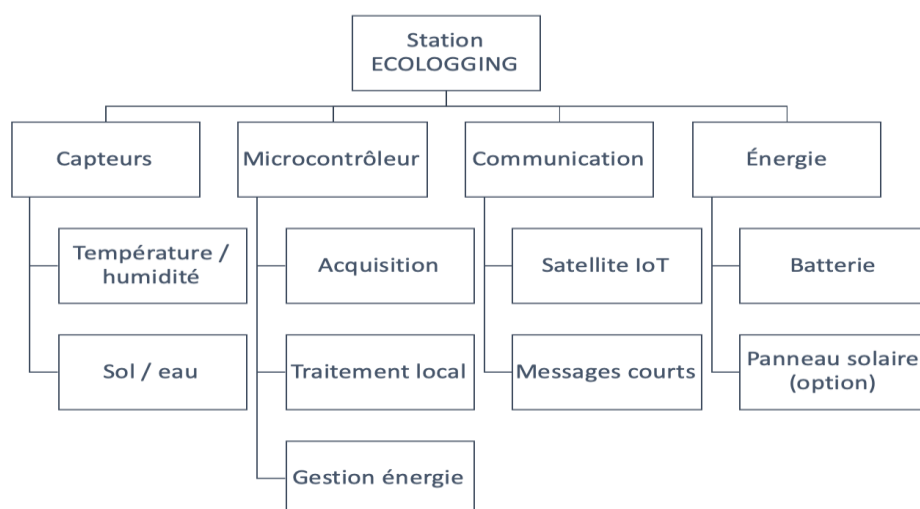 Station
ECOLOGGING
Capteurs
Microcontrôleur
Communication
Énergie
Température /
humidité
Acquisition
Satellite IoT
Batterie
Sol / eau
Traitement local
Messages courts
Panneau solaire
(option)
Gestion énergie